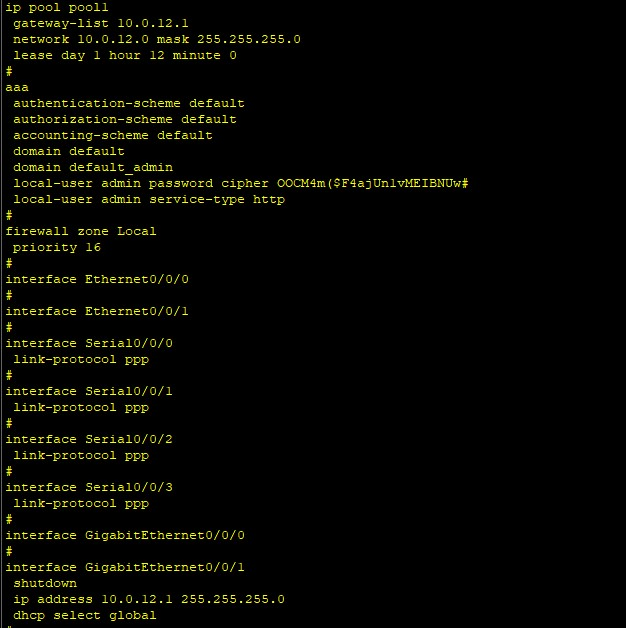 ip pool pool1
 gateway-list 10.0.12.1
 network 10.0.12.0 mask 255.255.255.0
 lease day 1 hour 12 minute 0
#
aaa
 authentication-scheme default
 authorization-scheme default
 accounting-scheme default
 domain default
 domain default_admin
 local-user admin password cipher OOCM4m($F4ajUn1vMEIBNUw#
 local-user admin service-type http
#
firewall zone Local
 priority 16
#
interface Ethernet0/0/0
#
interface Ethernet0/0/1
#
interface Serial0/0/0
 link-protocol ppp
#
interface Serial0/0/1
 link-protocol ppp
#
interface Serial0/0/2
 link-protocol ppp
#
interface Serial0/0/3
 link-protocol ppp
#
interface GigabitEthernet0/0/0
#
interface GigabitEthernet0/0/1
 shutdown
 ip address 10.0.12.1 255.255.255.0
 dhcp select global
#